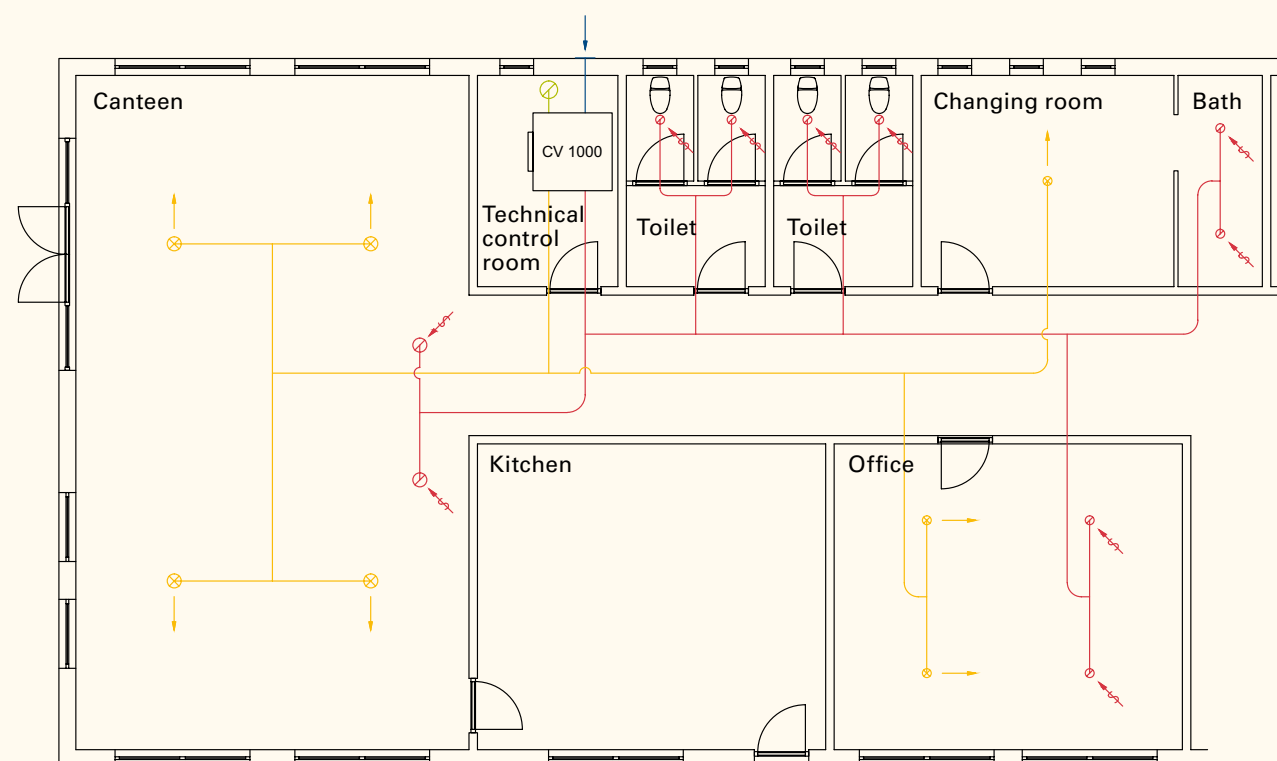 Canteen
CV 1000
Technical
control
room
Toilet
Toilet
Changing room
Bath
Kitchen
Office